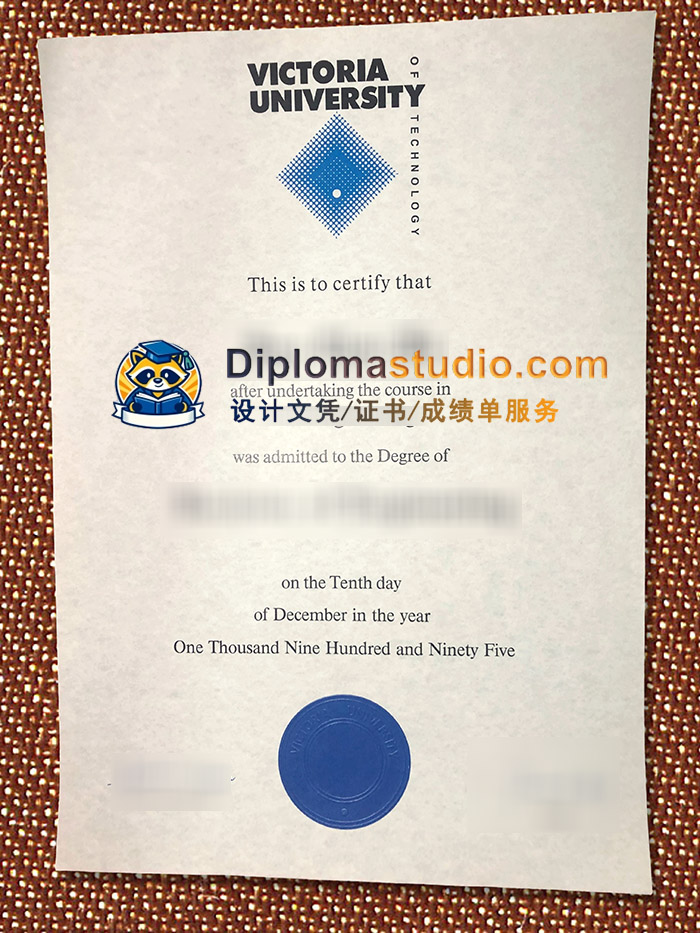 VICTORIA
UNIVERSITY
OF TECHNOLOGY
This is to certify that
Diplomastudio.com
after undertaking the course in
设计文凭/证书/成绩单服务
was admitted to the Degree of
on the Tenth day
of December in the year
One Thousand Nine Hundred and Ninety Five
VICTORIA UNIVERSITY